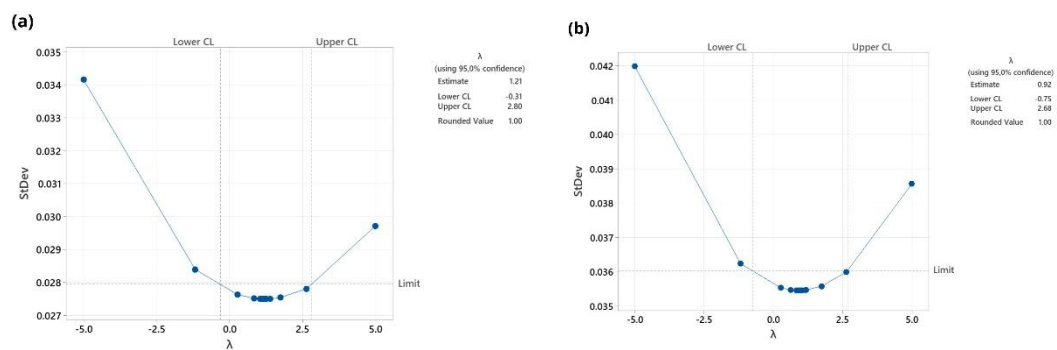 (a)
Lower CL Upper CL
0.035
0.034
0.033
0.032
0.031
0.030
0.029
0.028
0.027
StDev
-5.0 -2.5 0.0 2.5 5.0
λ
Limit
λ
(using 95,0% confidence)
Estimate 1.21
Lower CL -0.31
Upper CL 2.80
Rounded Value 1.00
(b)
Lower CL Upper CL
0.042
0.041
0.040
0.039
0.038
0.037
0.036
0.035
StDev
-5.0 -2.5 0.0 2.5 5.0
λ
Limit
λ
(using 95,0% confidence)
Estimate 0.92
Lower CL -0.75
Upper CL 2.68
Rounded Value 1.00